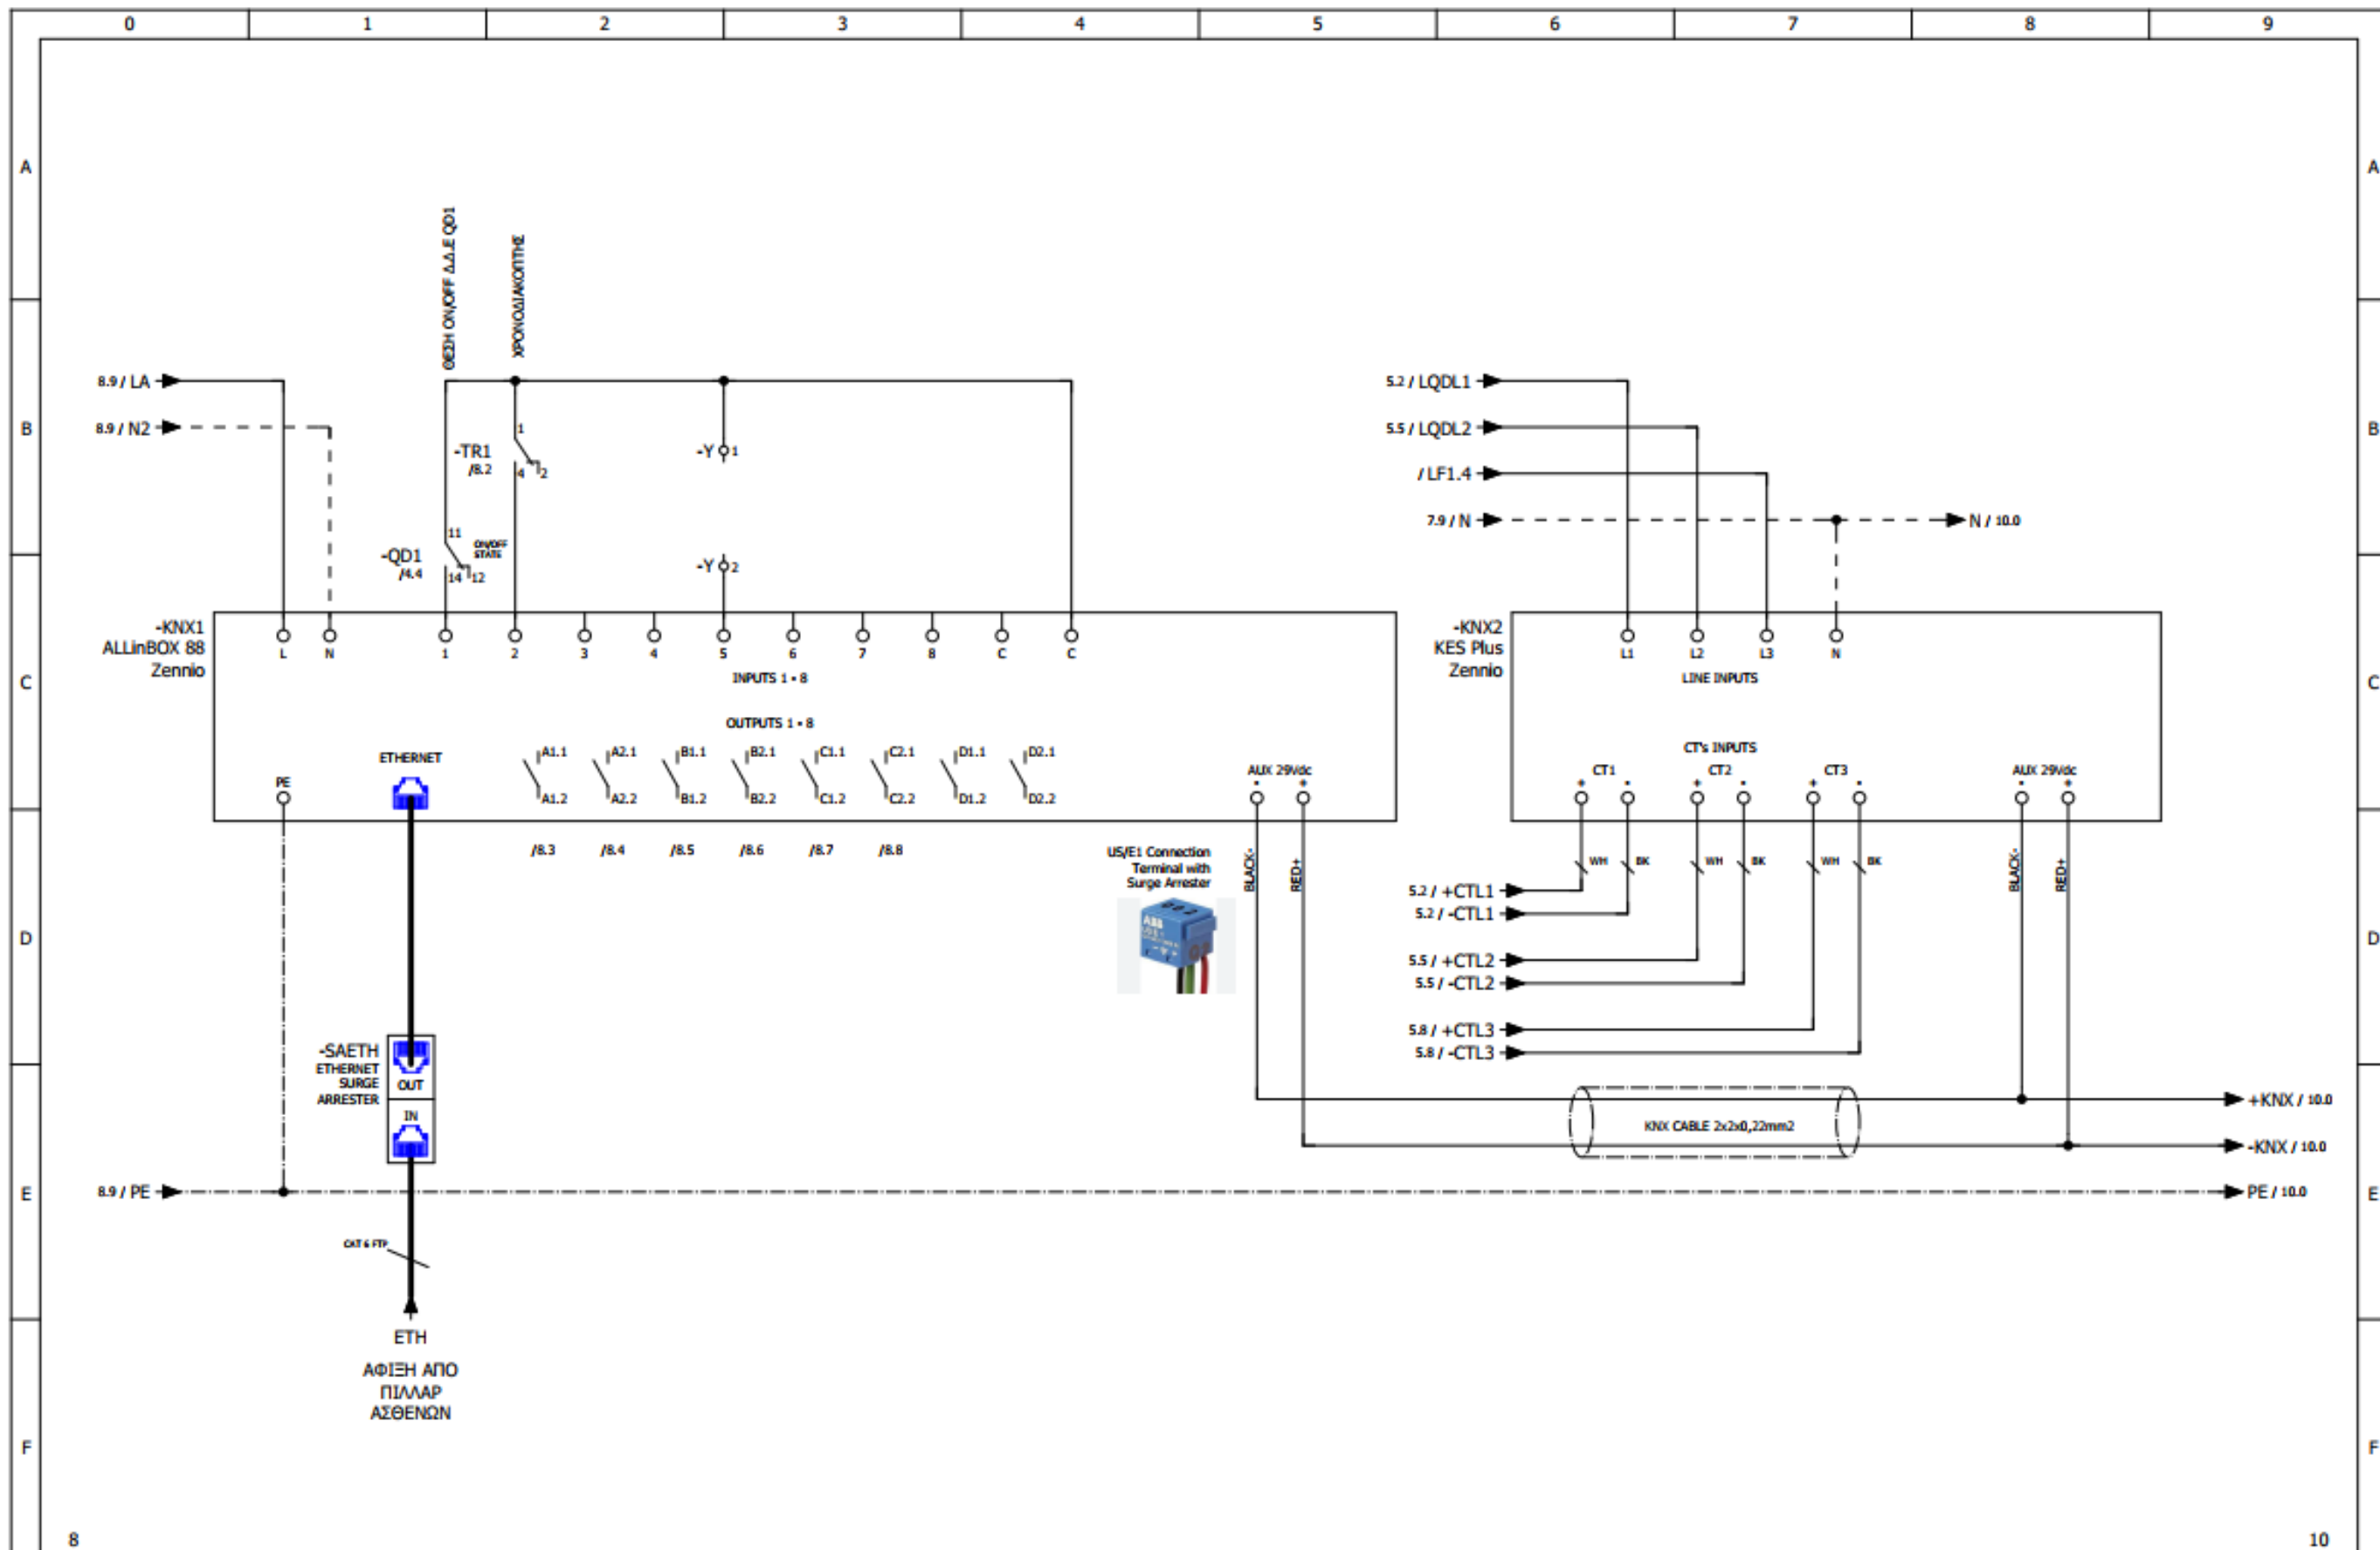 0 1 2 3 4 5 6 7 8 9
A A
ΘΕΣΗ ON/OFF Δ.Δ.Ε QD1
ΧΡΟΝΟΔΙΑΚΟΠΤΗΣ
8.9 / LA
5.2 / LQDL1
B B
8.9 / N2
5.5 / LQDL2
-TR1
/8.2
1
4 2
-Y 1
/ LF1.4
7.9 / N
N / 10.0
-QD1
/4.4
11
ON/OFF
STATE
14 12
-Y 2
-KNX1
ALLinBOX 88
Zennio
L N 1 2 3 4 5 6 7 8 C C
INPUTS 1 - 8
-KNX2
KES Plus
Zennio
L1 L2 L3 N
LINE INPUTS
C C
OUTPUTS 1 - 8
ETHERNET
PE
A1.1 A2.1 B1.1 B2.1 C1.1 C2.1 D1.1 D2.1
A1.2 A2.2 B1.2 B2.2 C1.2 C2.2 D1.2 D2.2
AUX 29Vdc
- +
CT's INPUTS
CT1 CT2 CT3
+ - + - + -
AUX 29Vdc
- +
/8.3 /8.4 /8.5 /8.6 /8.7 /8.8
US/E1 Connection
Terminal with
Surge Arrester
ABB
BLACK-
RED+
WH BK WH BK WH BK
BLACK-
RED+
5.2 / +CTL1
5.2 / -CTL1
D D
5.5 / +CTL2
5.5 / -CTL2
5.8 / +CTL3
5.8 / -CTL3
-SAETH
ETHERNET
SURGE
ARRESTER
OUT
IN
+KNX / 10.0
KNX CABLE 2x2x0,22mm2
-KNX / 10.0
E E
8.9 / PE
PE / 10.0
CAT 6 FTP
ETH
ΑΦΙΞΗ ΑΠΟ
ΠΙΛΛΑΡ
ΑΣΘΕΝΩΝ
F F
8 10